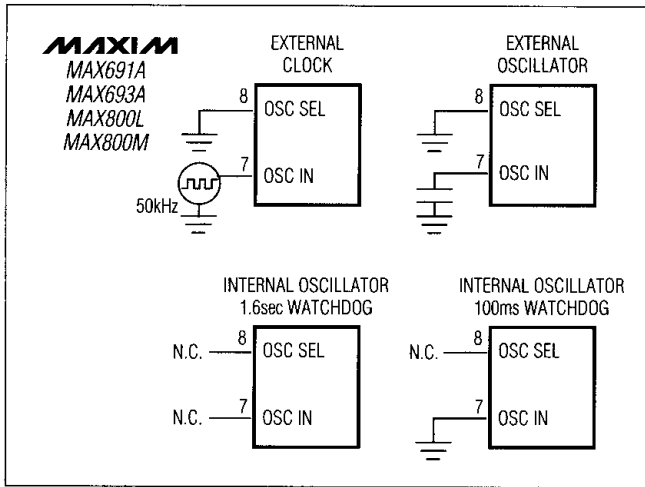 MAXIM
MAX691A
MAX693A
MAX800L
MAX800M
EXTERNAL
CLOCK
8
OSC SEL
7
OSC IN
50kHz
EXTERNAL
OSCILLATOR
8
OSC SEL
7
OSC IN
INTERNAL OSCILLATOR
1.6sec WATCHDOG
N.C.
8
OSC SEL
N.C.
7
OSC IN
INTERNAL OSCILLATOR
100ms WATCHDOG
N.C.
8
OSC SEL
7
OSC IN